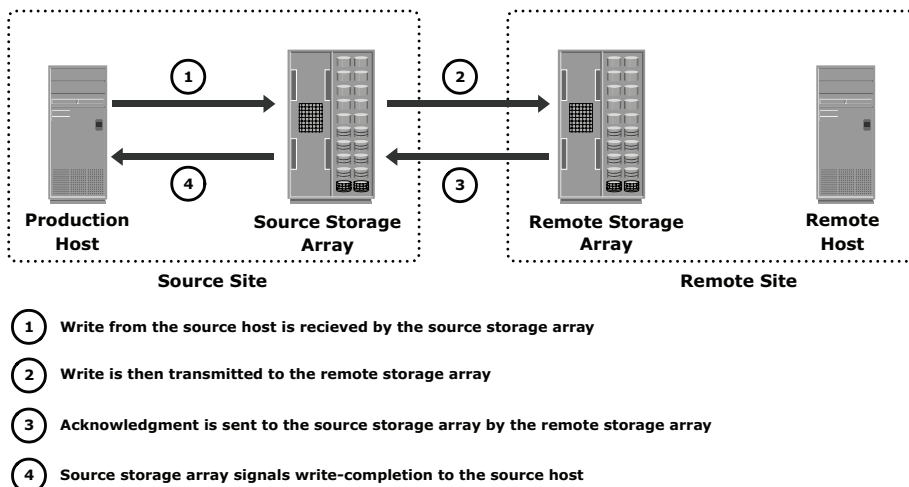 1
2
4
3
Production
Host
Source Storage
Array
Remote Storage
Array
Remote
Host
Source Site
Remote Site
1 Write from the source host is recieved by the source storage array
2 Write is then transmitted to the remote storage array
3 Acknowledgment is sent to the source storage array by the remote storage array
4 Source storage array signals write-completion to the source host